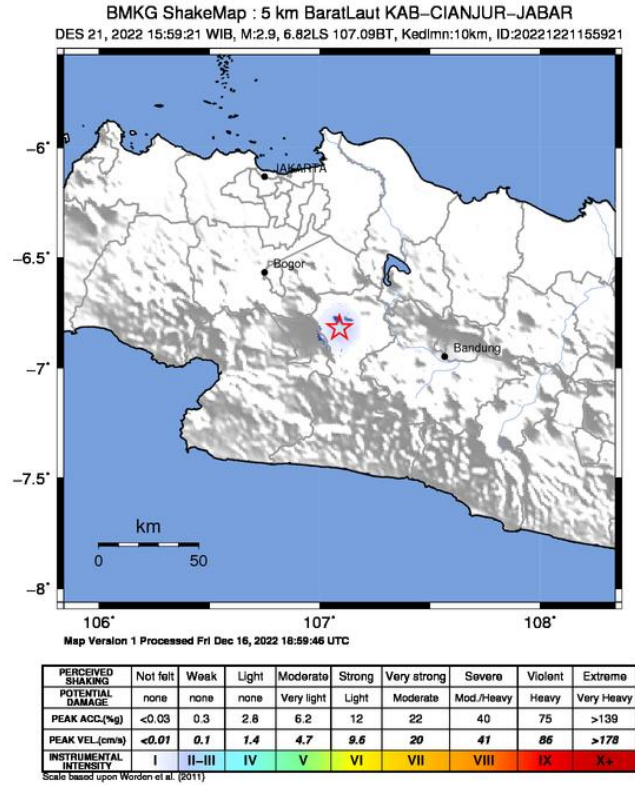 BMKG ShakeMap : 5 km BaratLaut KAB-CIANJUR-JABAR
DES 21, 2022 15:59:21 WIB, M:2.9, 6.82LS 107.09BT, Kedlmn:10km, ID:20221221155921
-6°
JAKARTA
-6.5°
Bogor
Bandung
-7°
-7.5°
km
0 50
-8°
106° 107° 108°
Map Version 1 Processed Fri Dec 16, 2022 18:59:46 UTC
PERCEIVED SHAKING Not felt Weak Light Moderate Strong Very strong Severe Violent Extreme
POTENTIAL DAMAGE none none none Very light Light Moderate Mod./Heavy Heavy Very Heavy
PEAK ACC.(%g) <0.03 0.3 2.8 6.2 12 22 40 75 >139
PEAK VEL.(cm/s) <0.01 0.1 1.4 4.7 9.6 20 41 86 >178
INSTRUMENTAL INTENSITY I II-III IV V VI VII VIII IX X+
Scale based upon Worden et al. (2011)